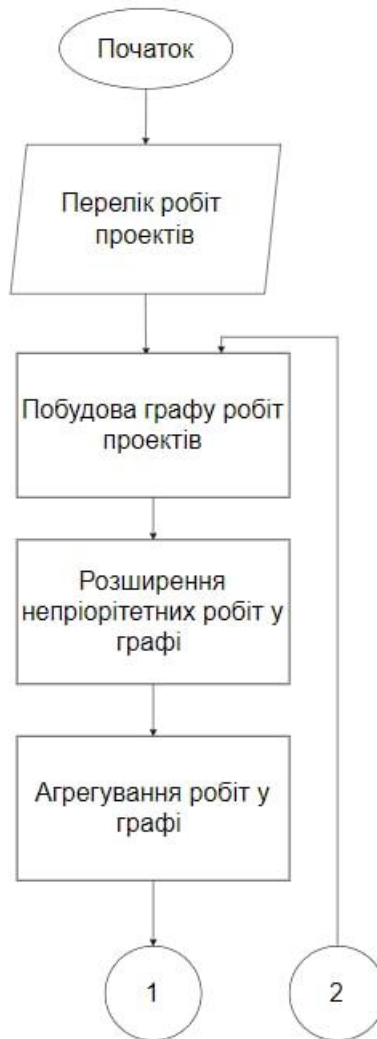 Початок
Перелік робіт
проектів
Побудова графу робіт
проектів
Розширення
непріорітетних робіт у
графі
Агрегування робіт у
графі
1
2